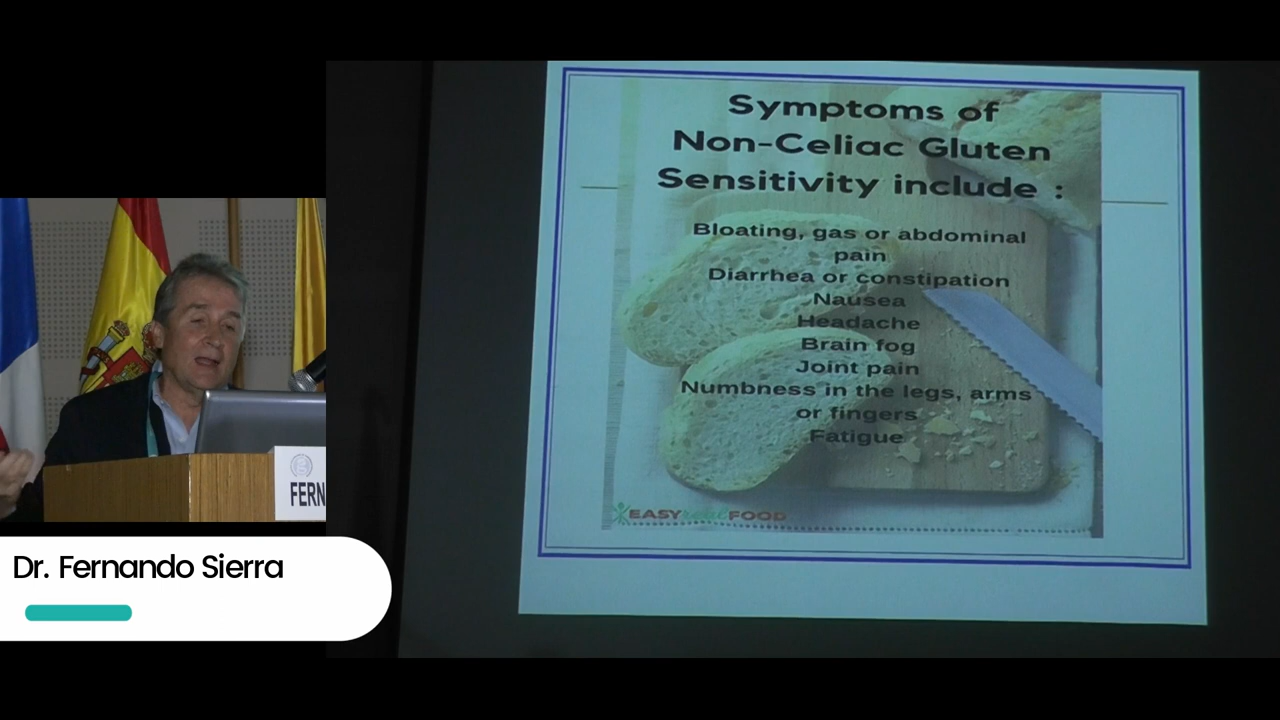 Symptoms of
Non-Celiac Gluten
Sensitivity include :
Bloating, gas or abdominal
pain
Diarrhea or constipation
Nausea
Headache
Brain fog
Joint pain
Numbness in the legs, arms
or fingers
Fatigue
EASY real FOOD
FERN
Dr. Fernando Sierra